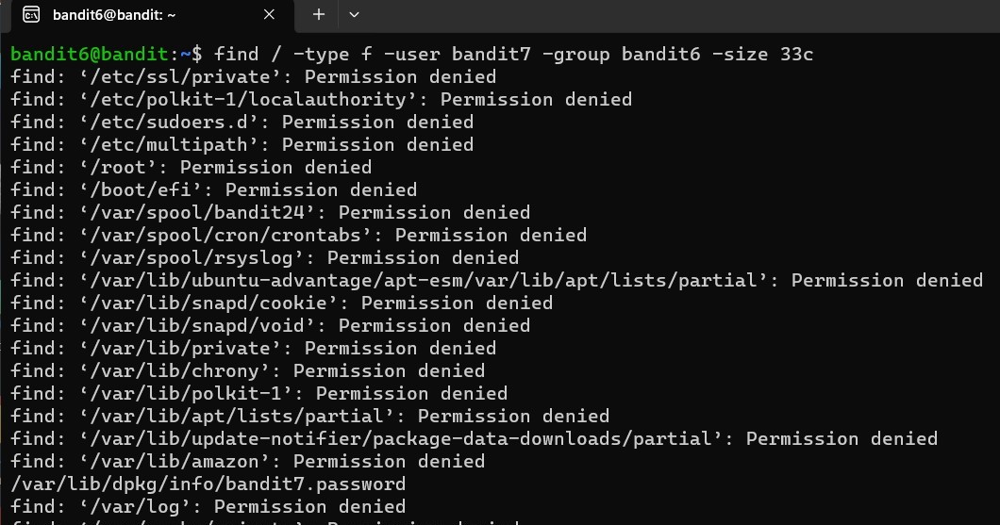 bandit6@bandit: ~
bandit6@bandit:~$ find / -type f -user bandit7 -group bandit6 -size 33c
find: ‘/etc/ssl/private’: Permission denied
find: ‘/etc/polkit-1/localauthority’: Permission denied
find: ‘/etc/sudoers.d’: Permission denied
find: ‘/etc/multipath’: Permission denied
find: ‘/root’: Permission denied
find: ‘/boot/efi’: Permission denied
find: ‘/var/spool/bandit24’: Permission denied
find: ‘/var/spool/cron/crontabs’: Permission denied
find: ‘/var/spool/rsyslog’: Permission denied
find: ‘/var/lib/ubuntu-advantage/apt-esm/var/lib/apt/lists/partial’: Permission denied
find: ‘/var/lib/snapd/cookie’: Permission denied
find: ‘/var/lib/snapd/void’: Permission denied
find: ‘/var/lib/private’: Permission denied
find: ‘/var/lib/chrony’: Permission denied
find: ‘/var/lib/polkit-1’: Permission denied
find: ‘/var/lib/apt/lists/partial’: Permission denied
find: ‘/var/lib/update-notifier/package-data-downloads/partial’: Permission denied
find: ‘/var/lib/amazon’: Permission denied
/var/lib/dpkg/info/bandit7.password
find: ‘/var/log’: Permission denied